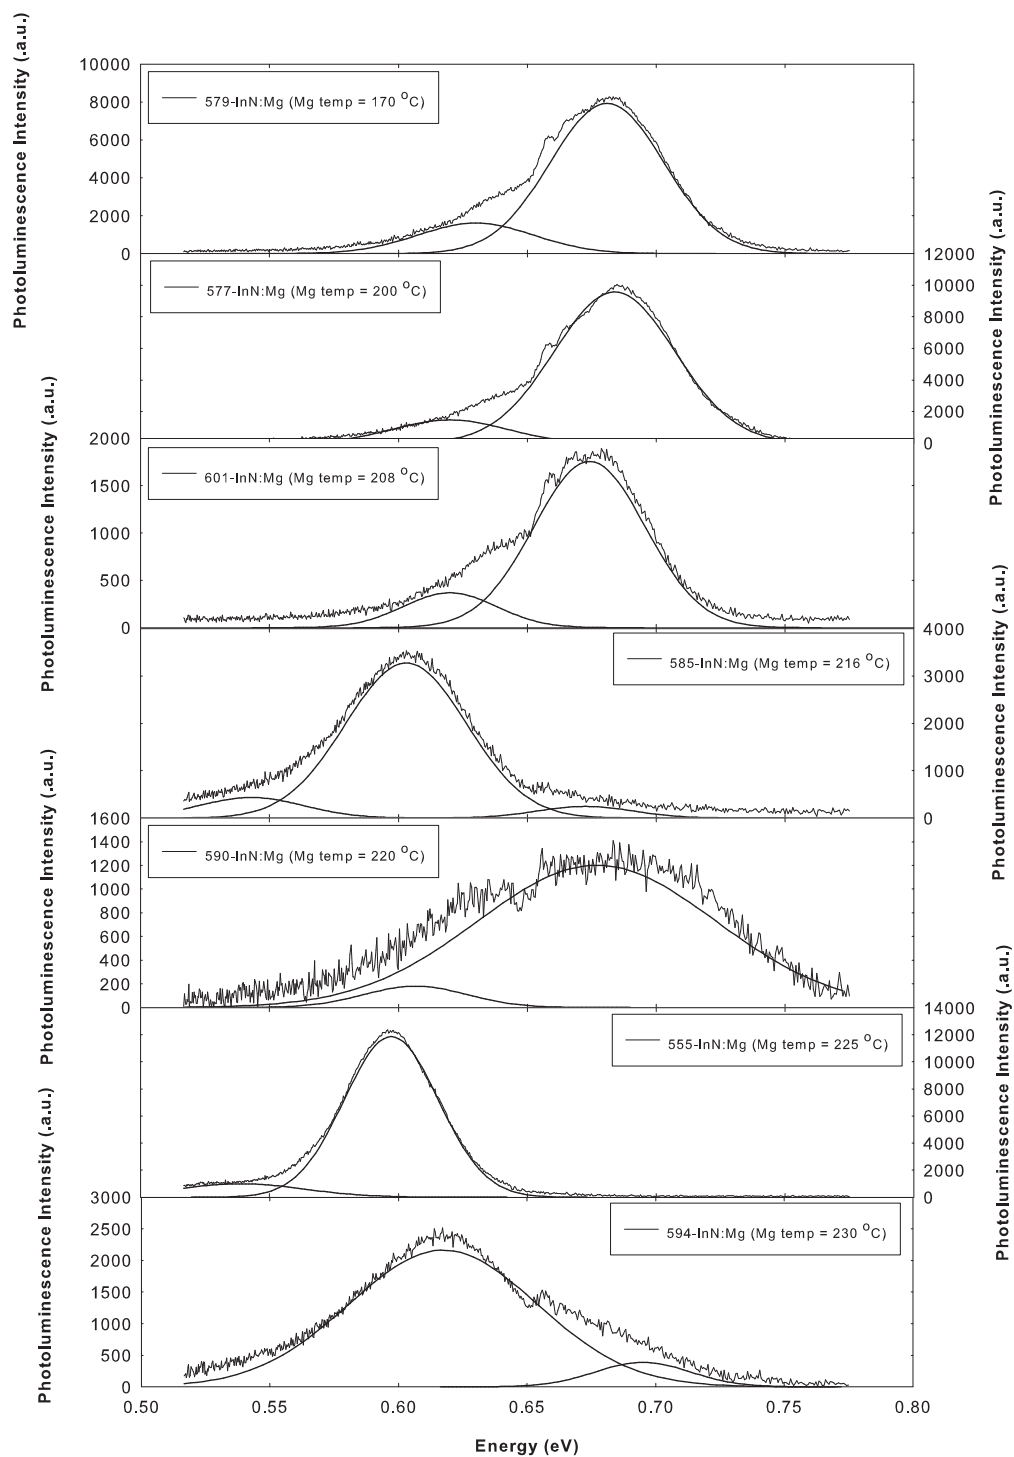 Photoluminescence Intensity (.a.u.)
10000
8000
6000
4000
2000
0
579-InN:Mg (Mg temp = 170 °C)
Photoluminescence Intensity (.a.u.)
12000
10000
8000
6000
4000
2000
0
577-InN:Mg (Mg temp = 200 °C)
Photoluminescence Intensity (.a.u.)
2000
1500
1000
500
0
601-InN:Mg (Mg temp = 208 °C)
Photoluminescence Intensity (.a.u.)
4000
3000
2000
1000
0
585-InN:Mg (Mg temp = 216 °C)
Photoluminescence Intensity (.a.u.)
1600
1400
1200
1000
800
600
400
200
0
590-InN:Mg (Mg temp = 220 °C)
Photoluminescence Intensity (.a.u.)
14000
12000
10000
8000
6000
4000
2000
0
555-InN:Mg (Mg temp = 225 °C)
Photoluminescence Intensity (.a.u.)
3000
2500
2000
1500
1000
500
0
594-InN:Mg (Mg temp = 230 °C)
0.50 0.55 0.60 0.65 0.70 0.75 0.80
Energy (eV)